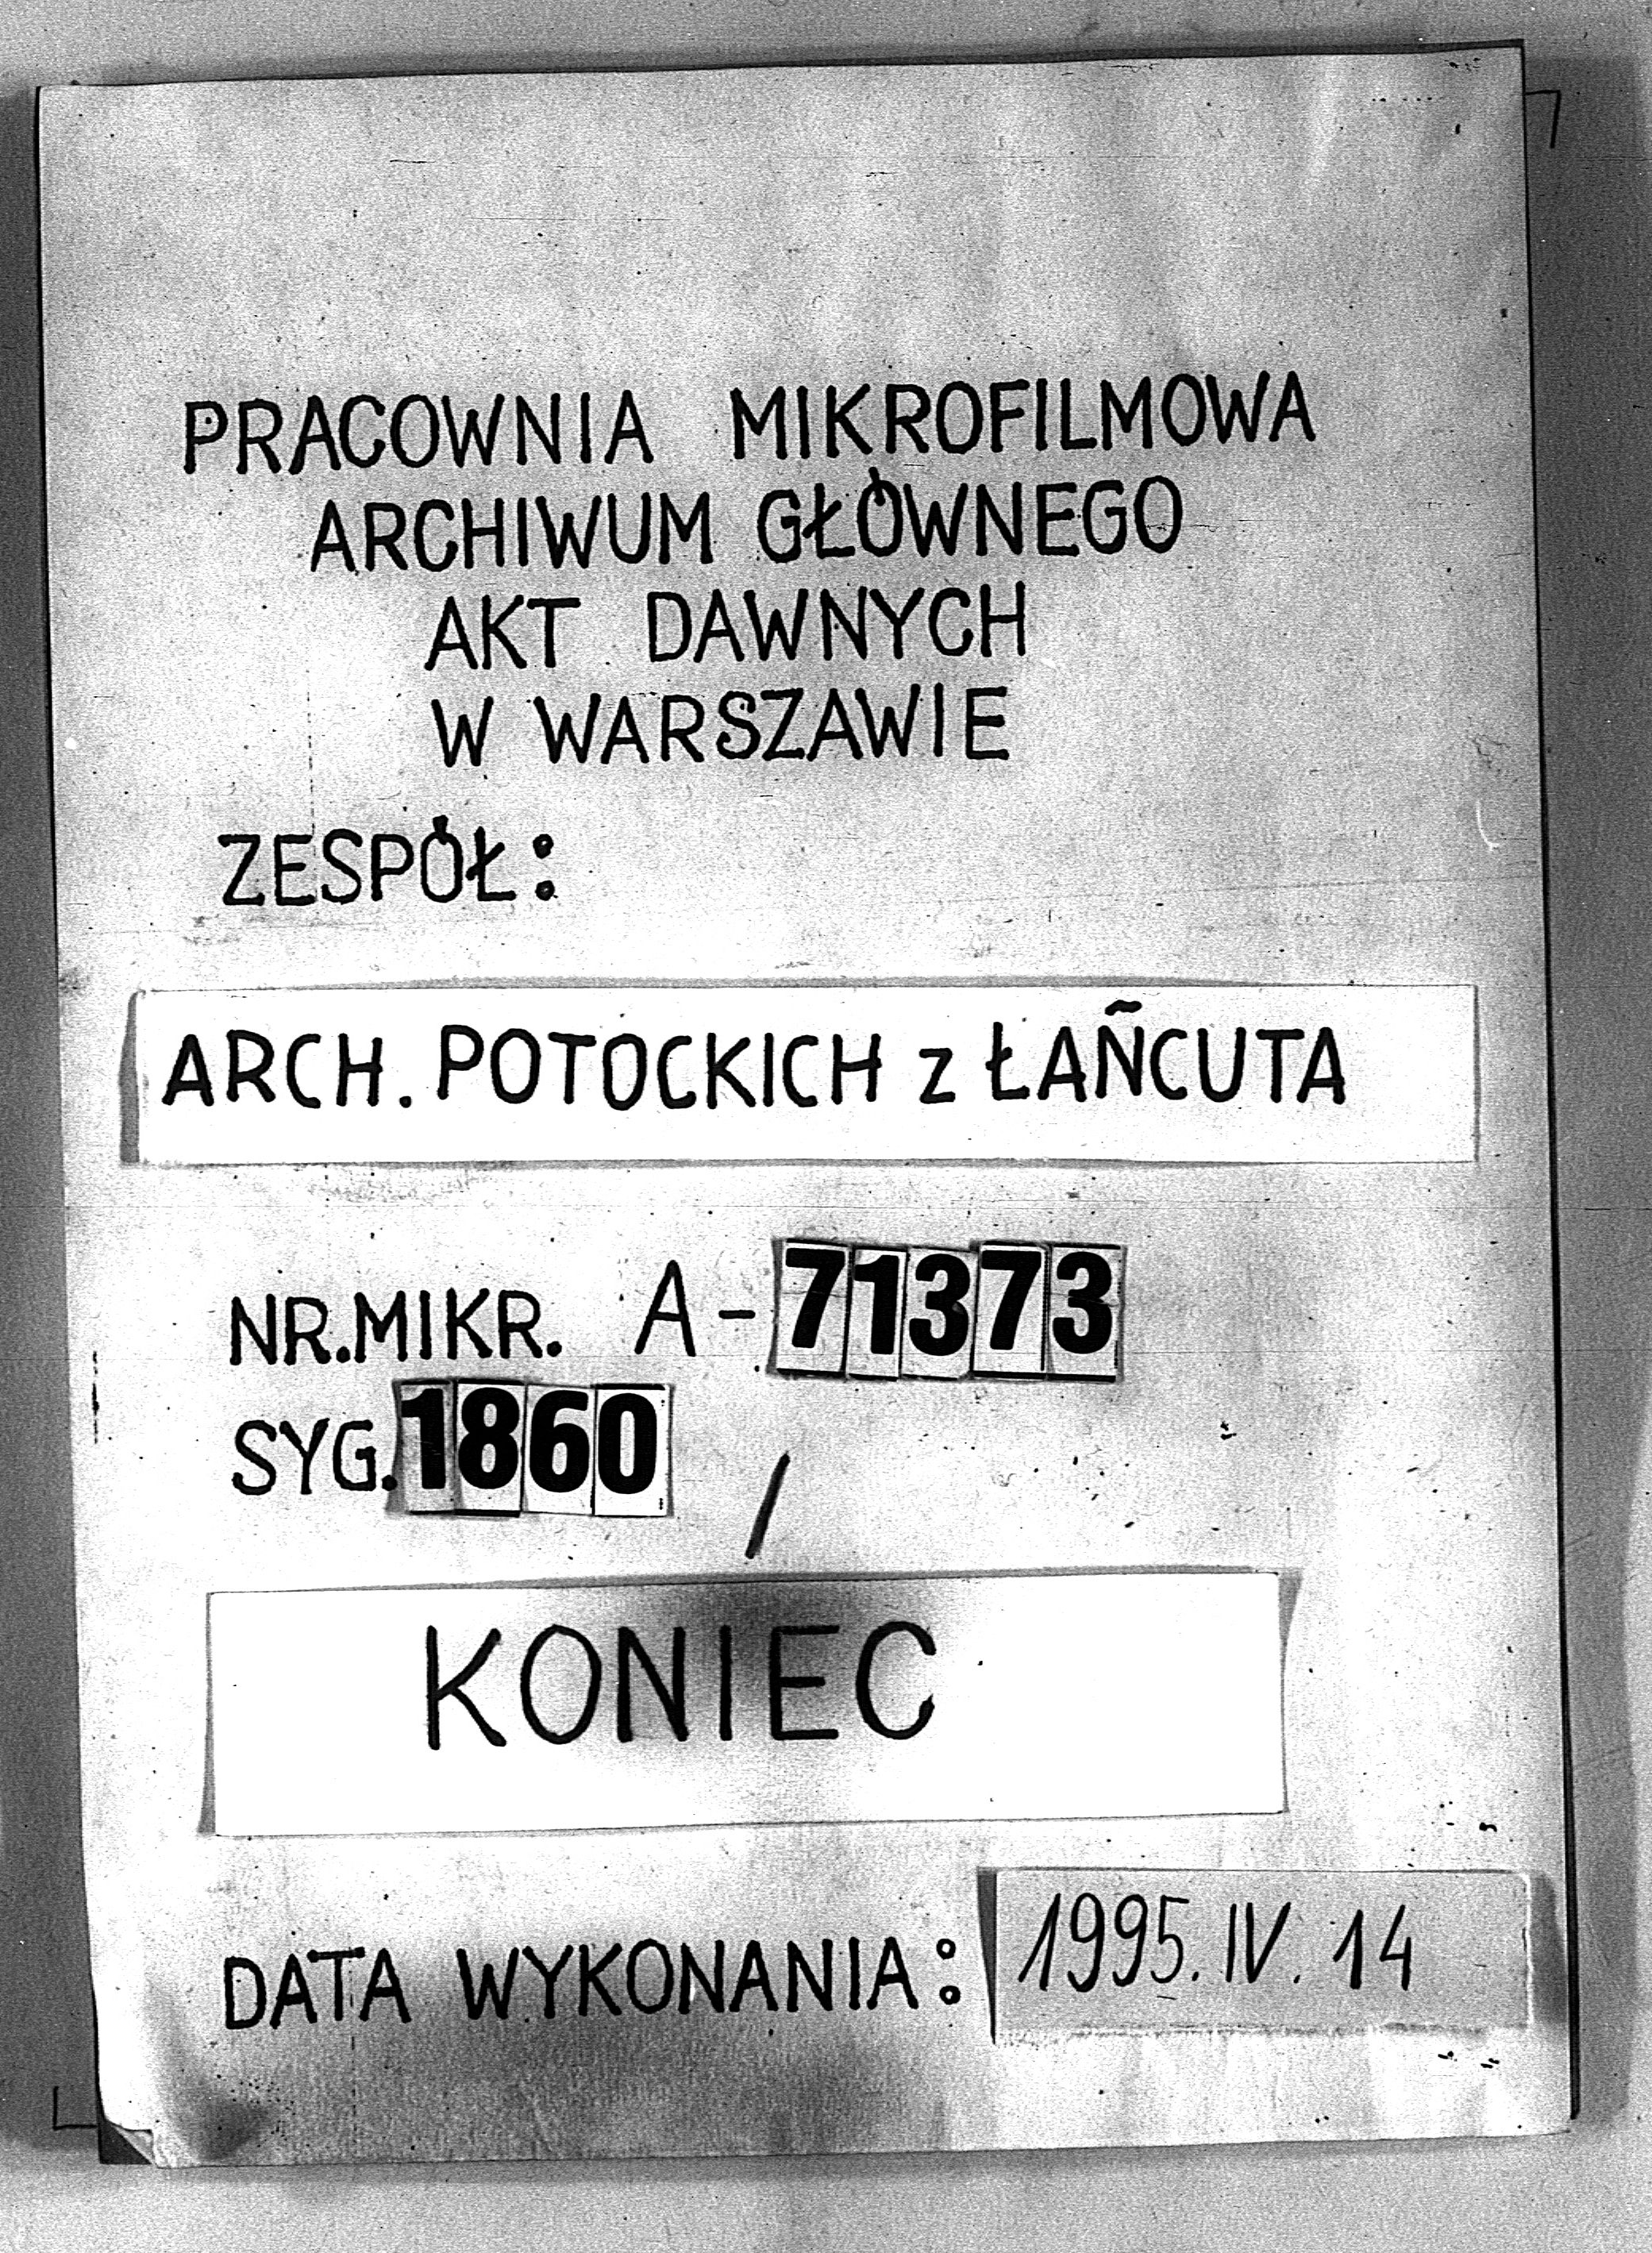 PRACOWNIA MIKROFILMOWA
ARCHIWUM GŁÓWNEGO
AKT DAWNYCH
W WARSZAWIE
ZESPÓŁ:
ARCH. POTOCKICH z ŁAŃCUTA
NR.MIKR. A-71373
SYG.1860 /
KONIEC
DATA WYKONANIA: 1995.IV.14